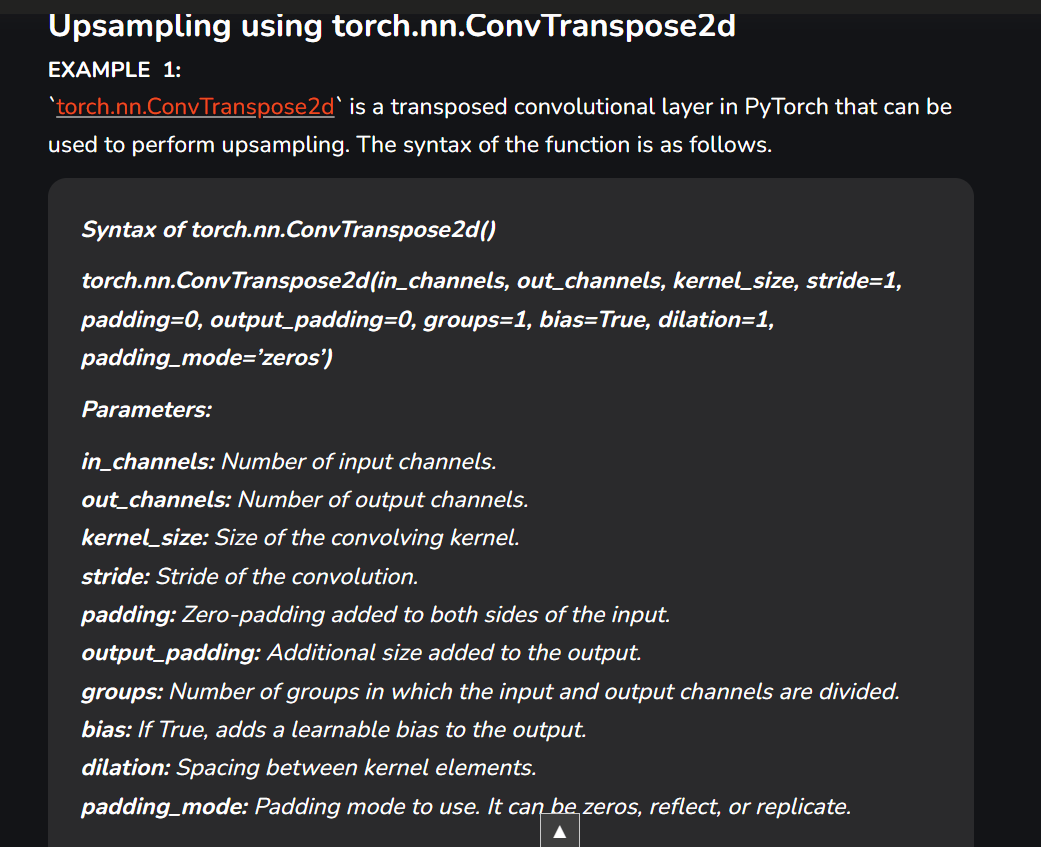 Upsampling using torch.nn.ConvTranspose2d
EXAMPLE 1:
`torch.nn.ConvTranspose2d` is a transposed convolutional layer in PyTorch that can be
used to perform upsampling. The syntax of the function is as follows.
Syntax of torch.nn.ConvTranspose2d()
torch.nn.ConvTranspose2d(in_channels, out_channels, kernel_size, stride=1,
padding=0, output_padding=0, groups=1, bias=True, dilation=1,
padding_mode=’zeros’)
Parameters:
in_channels: Number of input channels.
out_channels: Number of output channels.
kernel_size: Size of the convolving kernel.
stride: Stride of the convolution.
padding: Zero-padding added to both sides of the input.
output_padding: Additional size added to the output.
groups: Number of groups in which the input and output channels are divided.
bias: If True, adds a learnable bias to the output.
dilation: Spacing between kernel elements.
padding_mode: Padding mode to use. It can be zeros, reflect, or replicate.